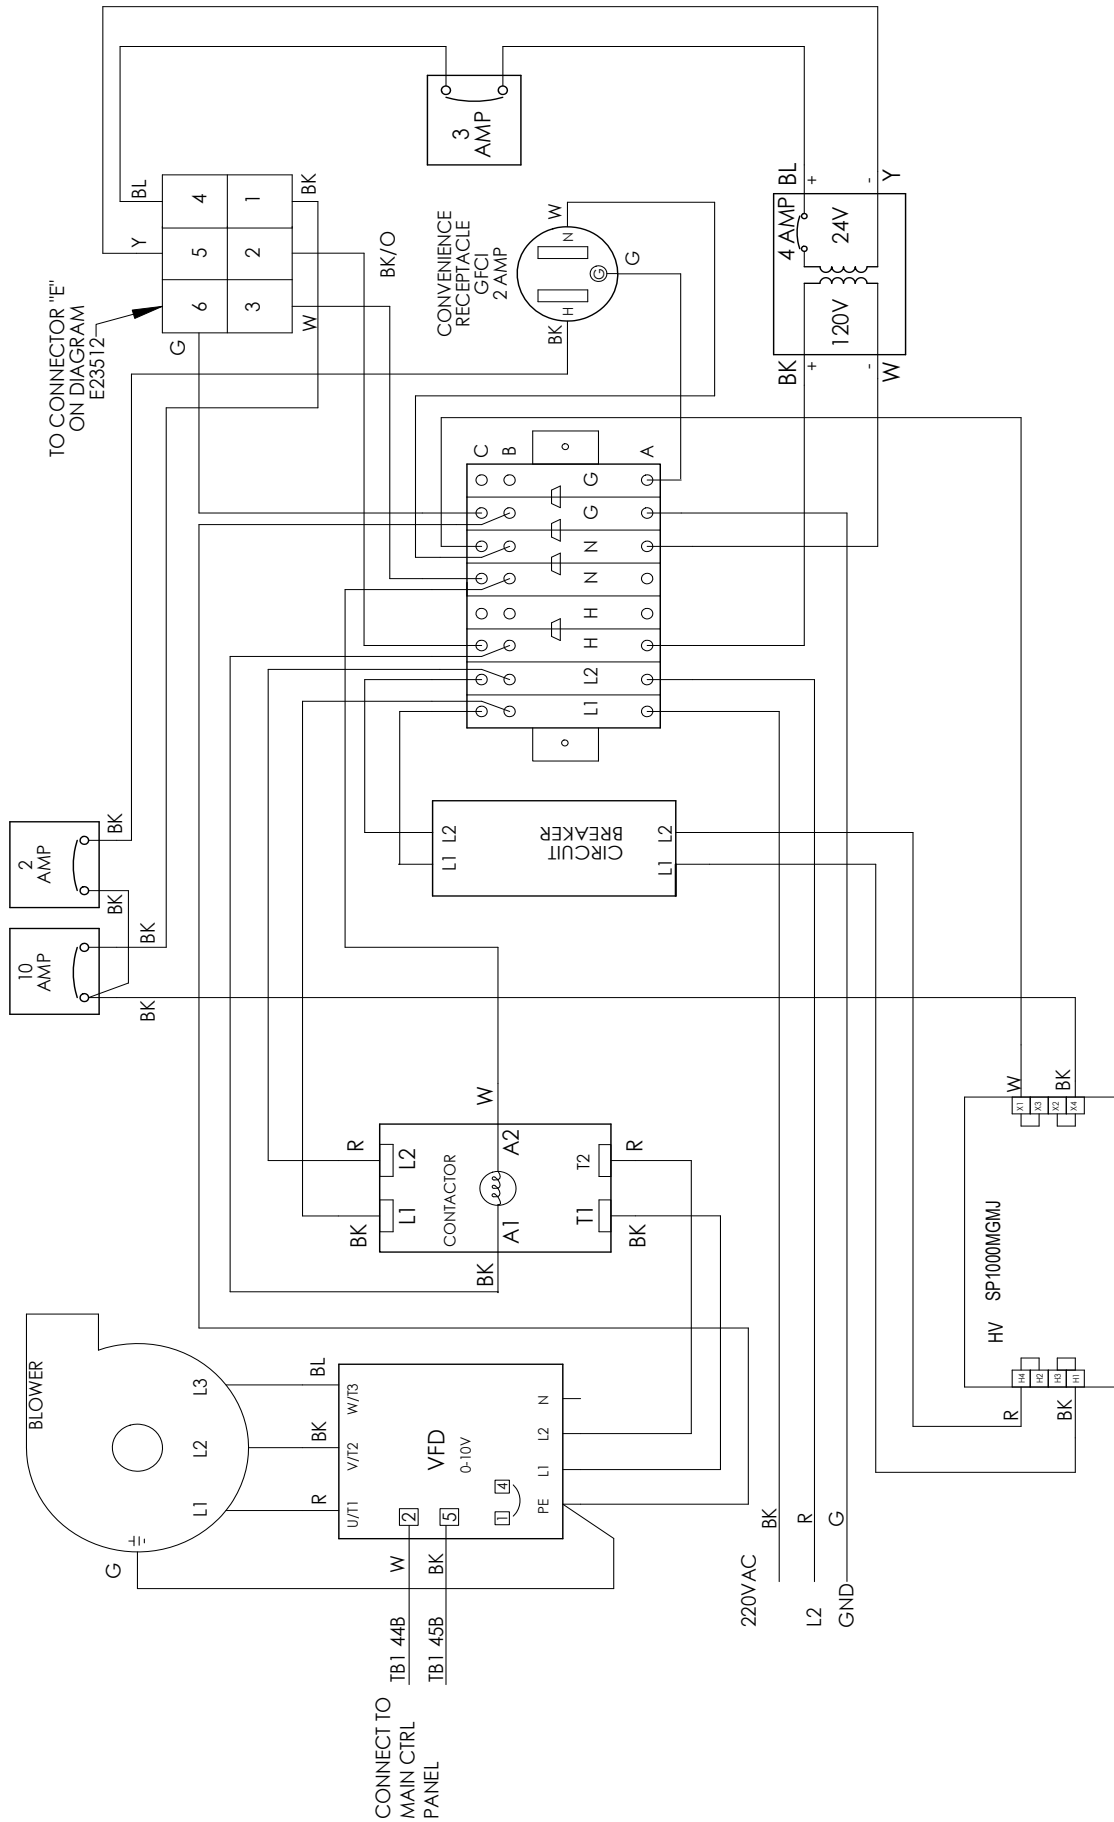 BLOWER
G
L1
L2
L3
R
BK
BL
U/T1
V/T2
W/T3
VFD
0-10V
2
5
1
4
PE
L1
L2
N
CONNECT TO
MAIN CTRL
PANEL
TB1 44B
TB1 45B
W
BK
220VAC
BK
L2
R
GND
G
BK
R
L1
L2
CONTACTOR
A1
A2
BK
W
T1
T2
BK
R
10
AMP
BK
BK
2
AMP
BK
BK
CIRCUIT
BREAKER
L1
L2
L1
L2
HV SP1000MGMJ
H4
H2
H3
H1
R
BK
X1
X3
X2
X4
W
BK
C
B
A
L1
L2
H
H
N
N
G
G
TO CONNECTOR "E"
ON DIAGRAM
E23512
G
Y
BL
6
5
4
3
2
1
W
BK/O
BK
CONVENIENCE
RECEPTACLE
GFCI
2 AMP
BK
W
H
N
G
G
3
AMP
4 AMP
120V
24V
BK
BL
+
+
-
-
W
Y